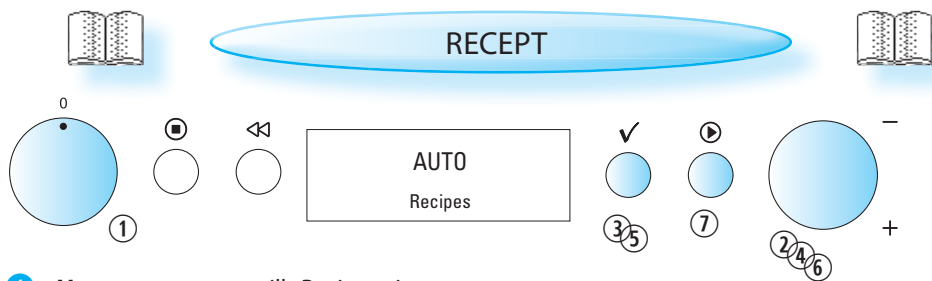 RECEPT
0
AUTO
Recipes
−
+
① ③ ⑤ ⑦ ② ④ ⑥